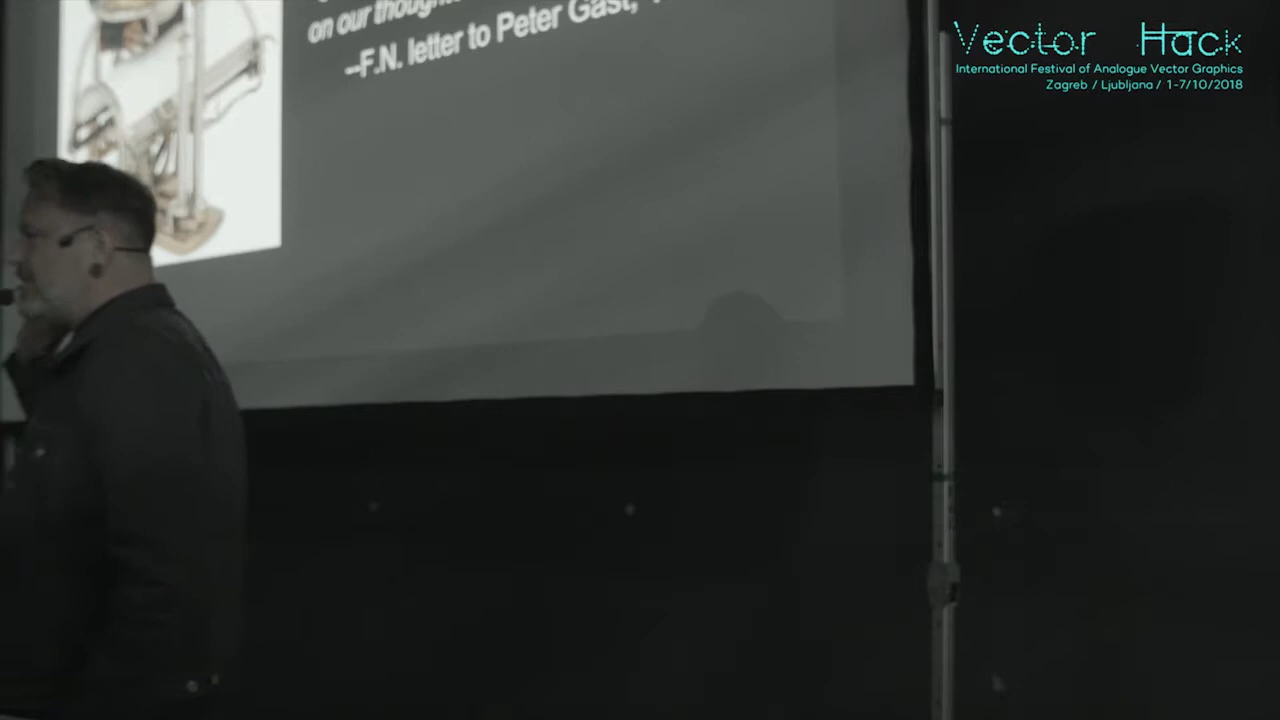 on our thoughts
--F.N. letter to Peter Gast,
Vector Hack
International Festival of Analogue Vector Graphics
Zagreb / Ljubljana / 1-7/10/2018